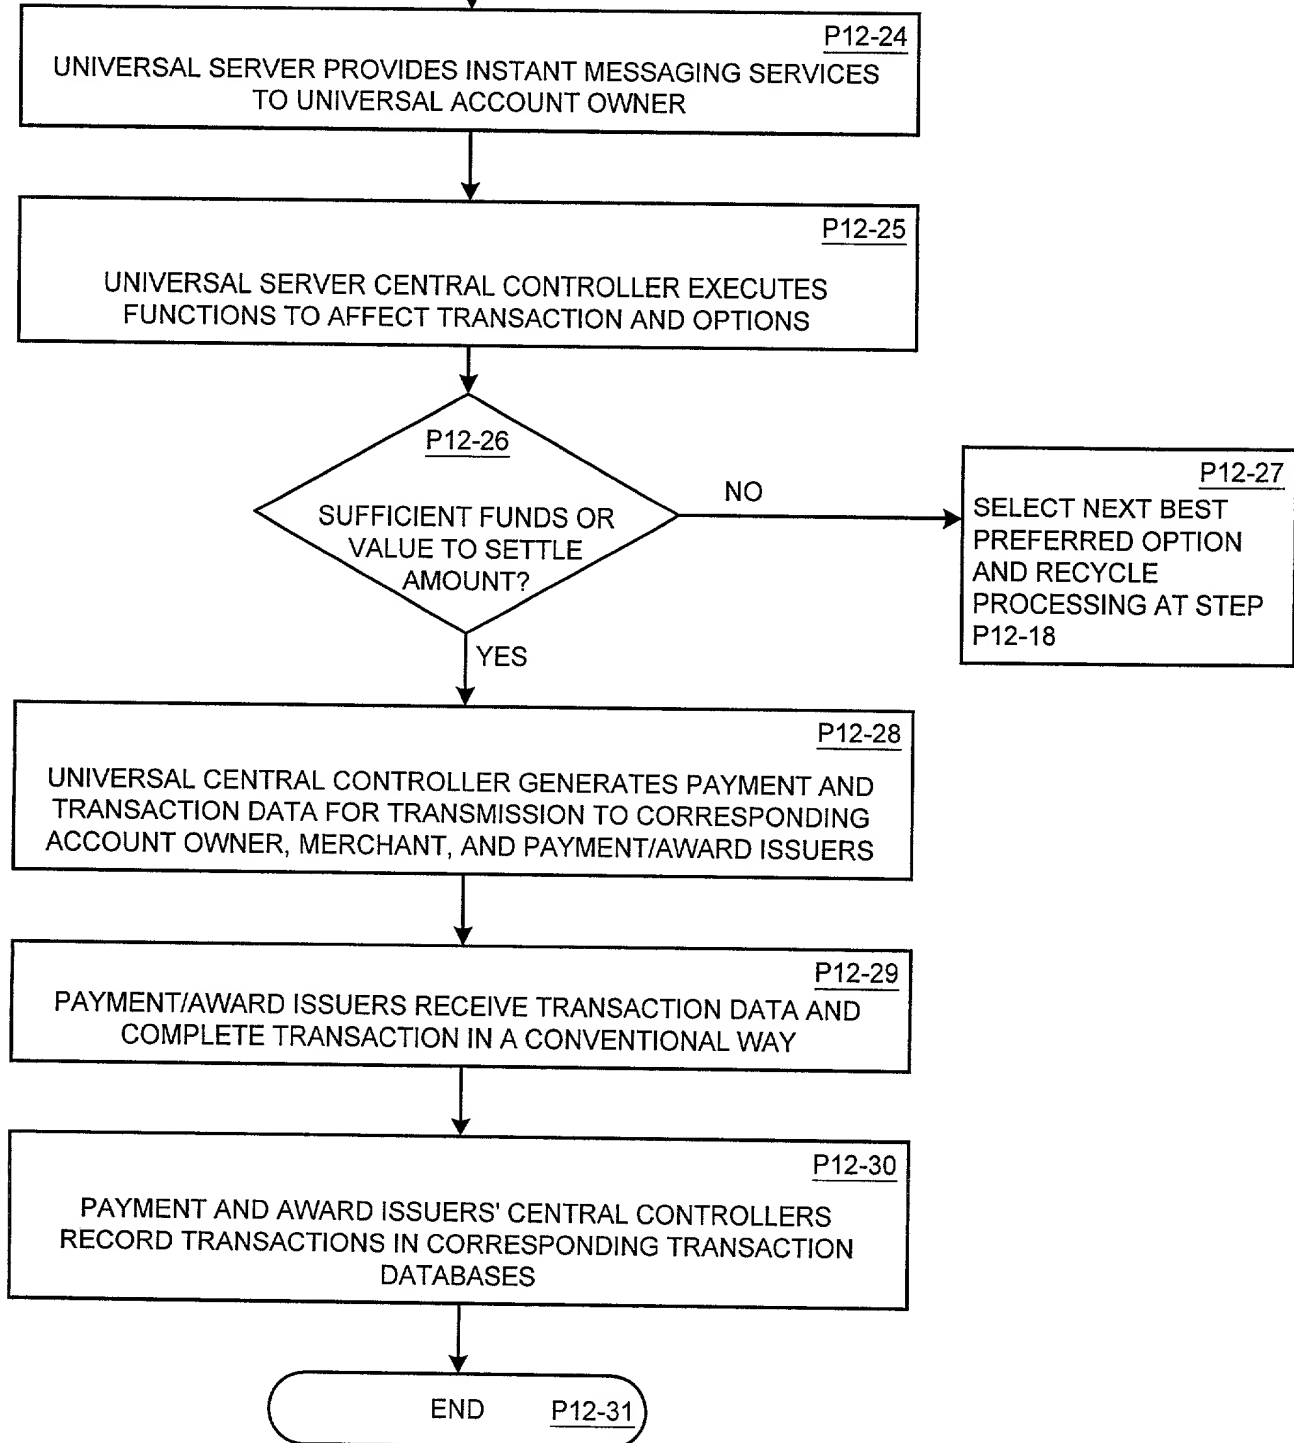 P12-24
UNIVERSAL SERVER PROVIDES INSTANT MESSAGING SERVICES
TO UNIVERSAL ACCOUNT OWNER
P12-25
UNIVERSAL SERVER CENTRAL CONTROLLER EXECUTES
FUNCTIONS TO AFFECT TRANSACTION AND OPTIONS
P12-26
SUFFICIENT FUNDS OR
VALUE TO SETTLE
AMOUNT?
NO
P12-27
SELECT NEXT BEST
PREFERRED OPTION
AND RECYCLE
PROCESSING AT STEP
P12-18
YES
P12-28
UNIVERSAL CENTRAL CONTROLLER GENERATES PAYMENT AND
TRANSACTION DATA FOR TRANSMISSION TO CORRESPONDING
ACCOUNT OWNER, MERCHANT, AND PAYMENT/AWARD ISSUERS
P12-29
PAYMENT/AWARD ISSUERS RECEIVE TRANSACTION DATA AND
COMPLETE TRANSACTION IN A CONVENTIONAL WAY
P12-30
PAYMENT AND AWARD ISSUERS' CENTRAL CONTROLLERS
RECORD TRANSACTIONS IN CORRESPONDING TRANSACTION
DATABASES
END P12-31